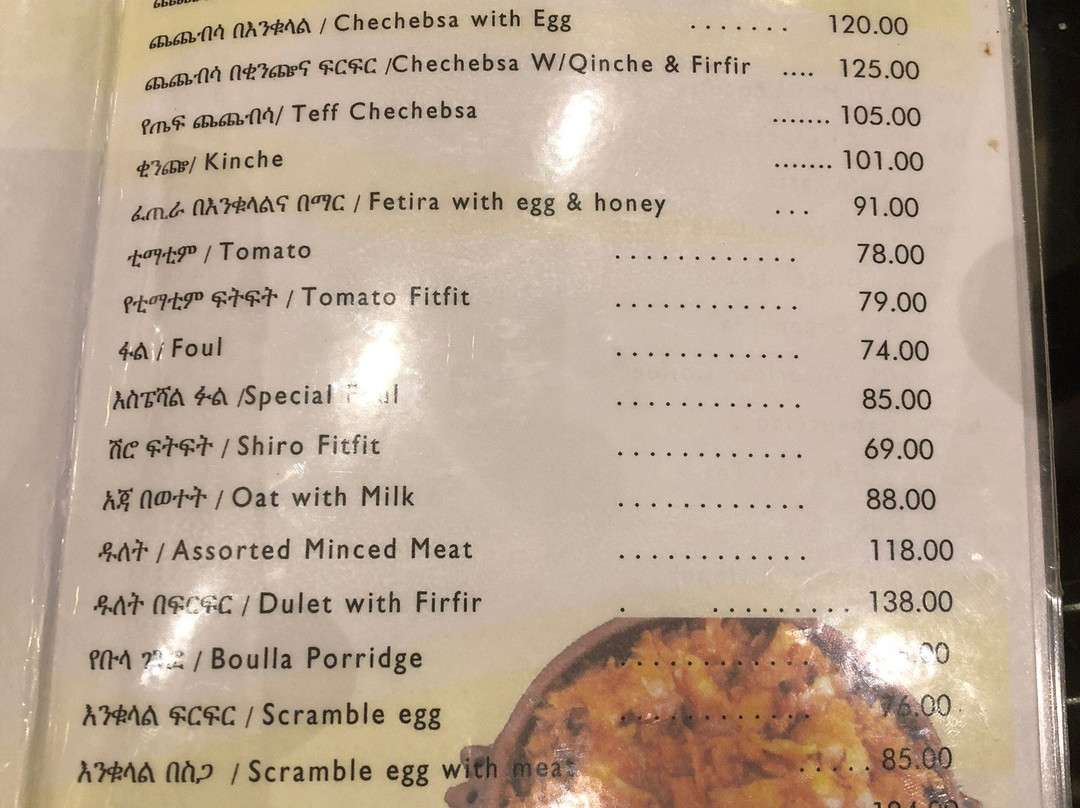 ጨጨብሳ በእንቁላል / Chechebsa with Egg ....... 120.00
ጨጨብሳ በቂንጬና ፍርፍር /Chechebsa W/Qinche & Firfir .... 125.00
የጤፍ ጨጨብሳ/ Teff Chechebsa ....... 105.00
ቂንጬ/ Kinche ....... 101.00
ፈጢራ በእንቁላልና በማር / Fetira with egg & honey ... 91.00
ቲማቲም / Tomato ............. 78.00
የቲማቲም ፍትፍት / Tomato Fitfit ............. 79.00
ፉል / Foul ............. 74.00
እስፔሻል ፉል /Special ............. 85.00
ሽሮ ፍትፍት / Shiro Fitfit ............. 69.00
አጃ በወተት / Oat with Milk ............. 88.00
ዱለት / Assorted Minced Meat ............. 118.00
ዱለት በፍርፍር / Dulet with Firfir . .......... 138.00
የቡላ / Boulla Porridge .............
እንቁላል ፍርፍር / Scramble egg ............. 76.00
እንቁላል በስጋ / Scramble egg with meat ...... 85.00